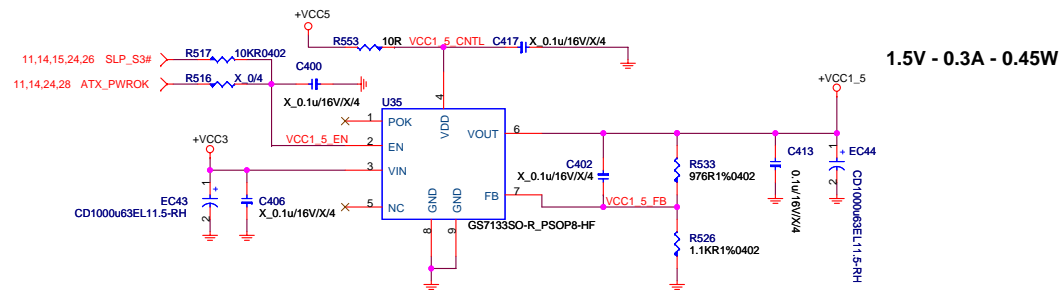 +VCC5
R553
10R
VCC1_5_CNTL
C417
X_0.1u/16V/X/4
1.5V - 0.3A - 0.45W
11,14,15,24,26 SLP_S3#
R517
10KR0402
C400
X_0.1u/16V/X/4
11,14,24,28 ATX_PWROK
R516
X_0/4
+VCC1_5
U35
4
1
POK
VDD
VOUT
6
VCC1_5_EN
2
EN
+VCC3
3
VIN
C402
X_0.1u/16V/X/4
R533
976R1%0402
C413
0.1u/16V/X/4
1
+
EC44
2
CD1000u63EL11.5-RH
FB
7
VCC1_5_FB
1
+
EC43
CD1000u63EL11.5-RH
2
C406
X_0.1u/16V/X/4
5
NC
GND
GND
GS7133SO-R_PSOP8-HF
8
9
R526
1.1KR1%0402